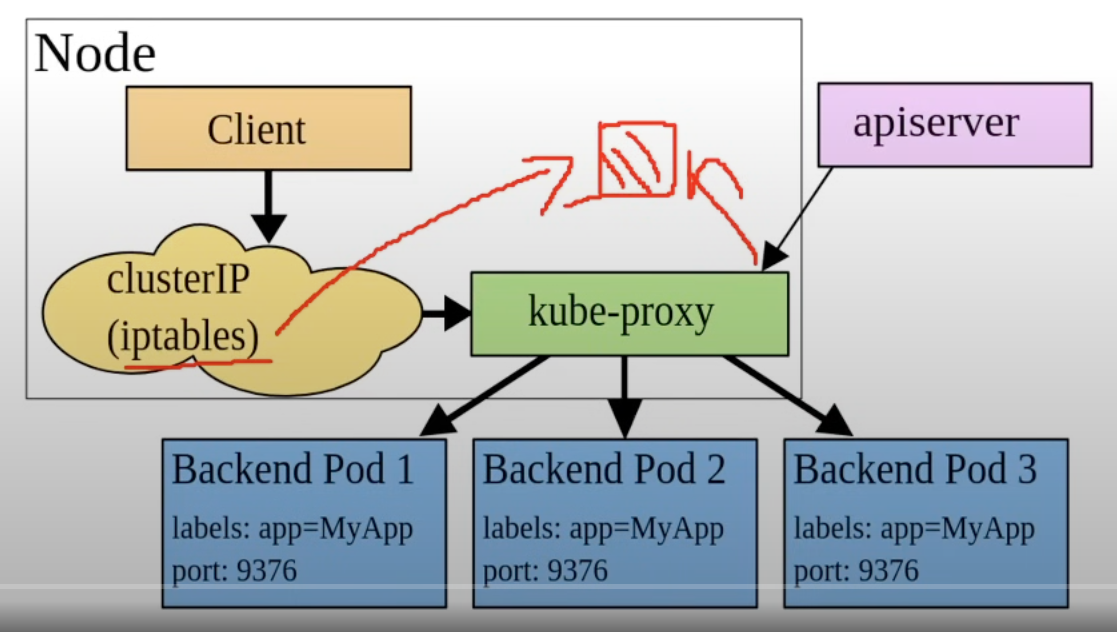 Node
Client
apiserver
clusterIP
(iptables)
kube-proxy
Backend Pod 1
labels: app=MyApp
port: 9376
Backend Pod 2
labels: app=MyApp
port: 9376
Backend Pod 3
labels: app=MyApp
port: 9376